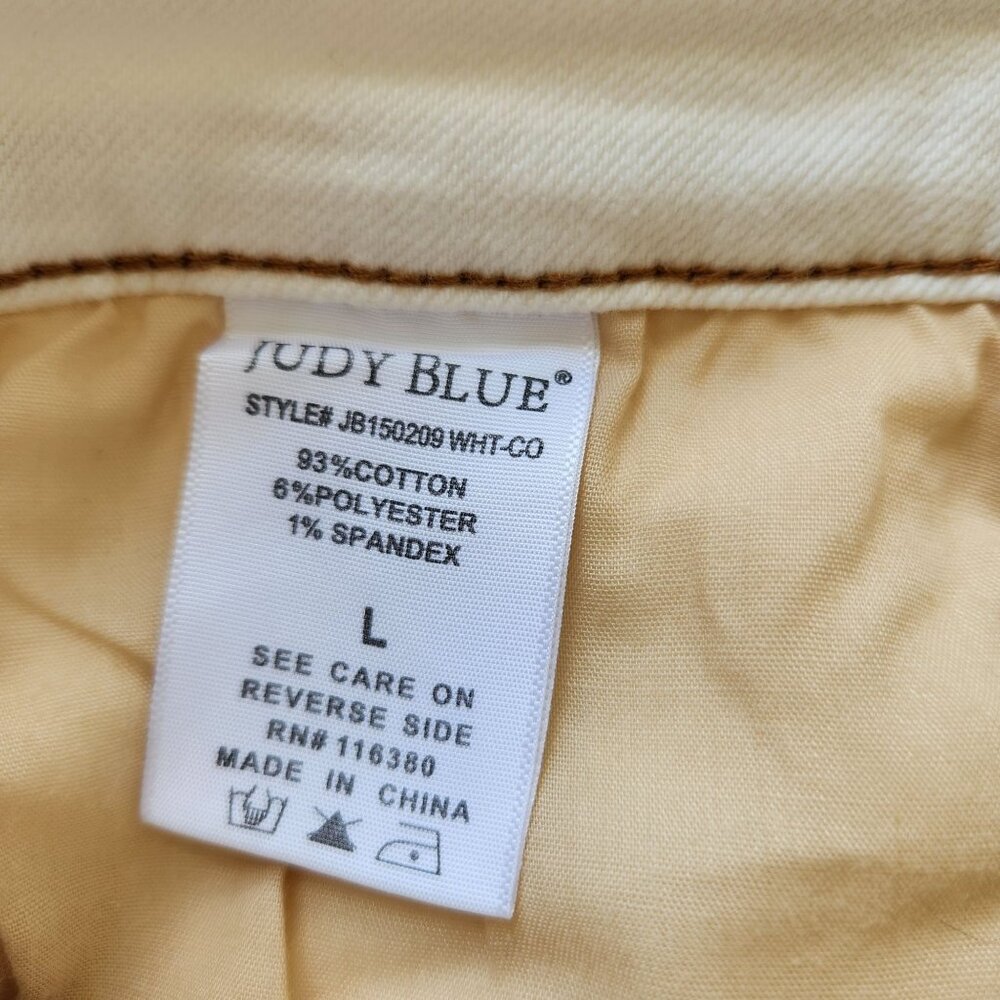 JUDY BLUE®
STYLE# JB150209 WHT-CO
93%COTTON
6%POLYESTER
1% SPANDEX
L
SEE CARE ON
REVERSE SIDE
RN# 116380
MADE IN CHINA